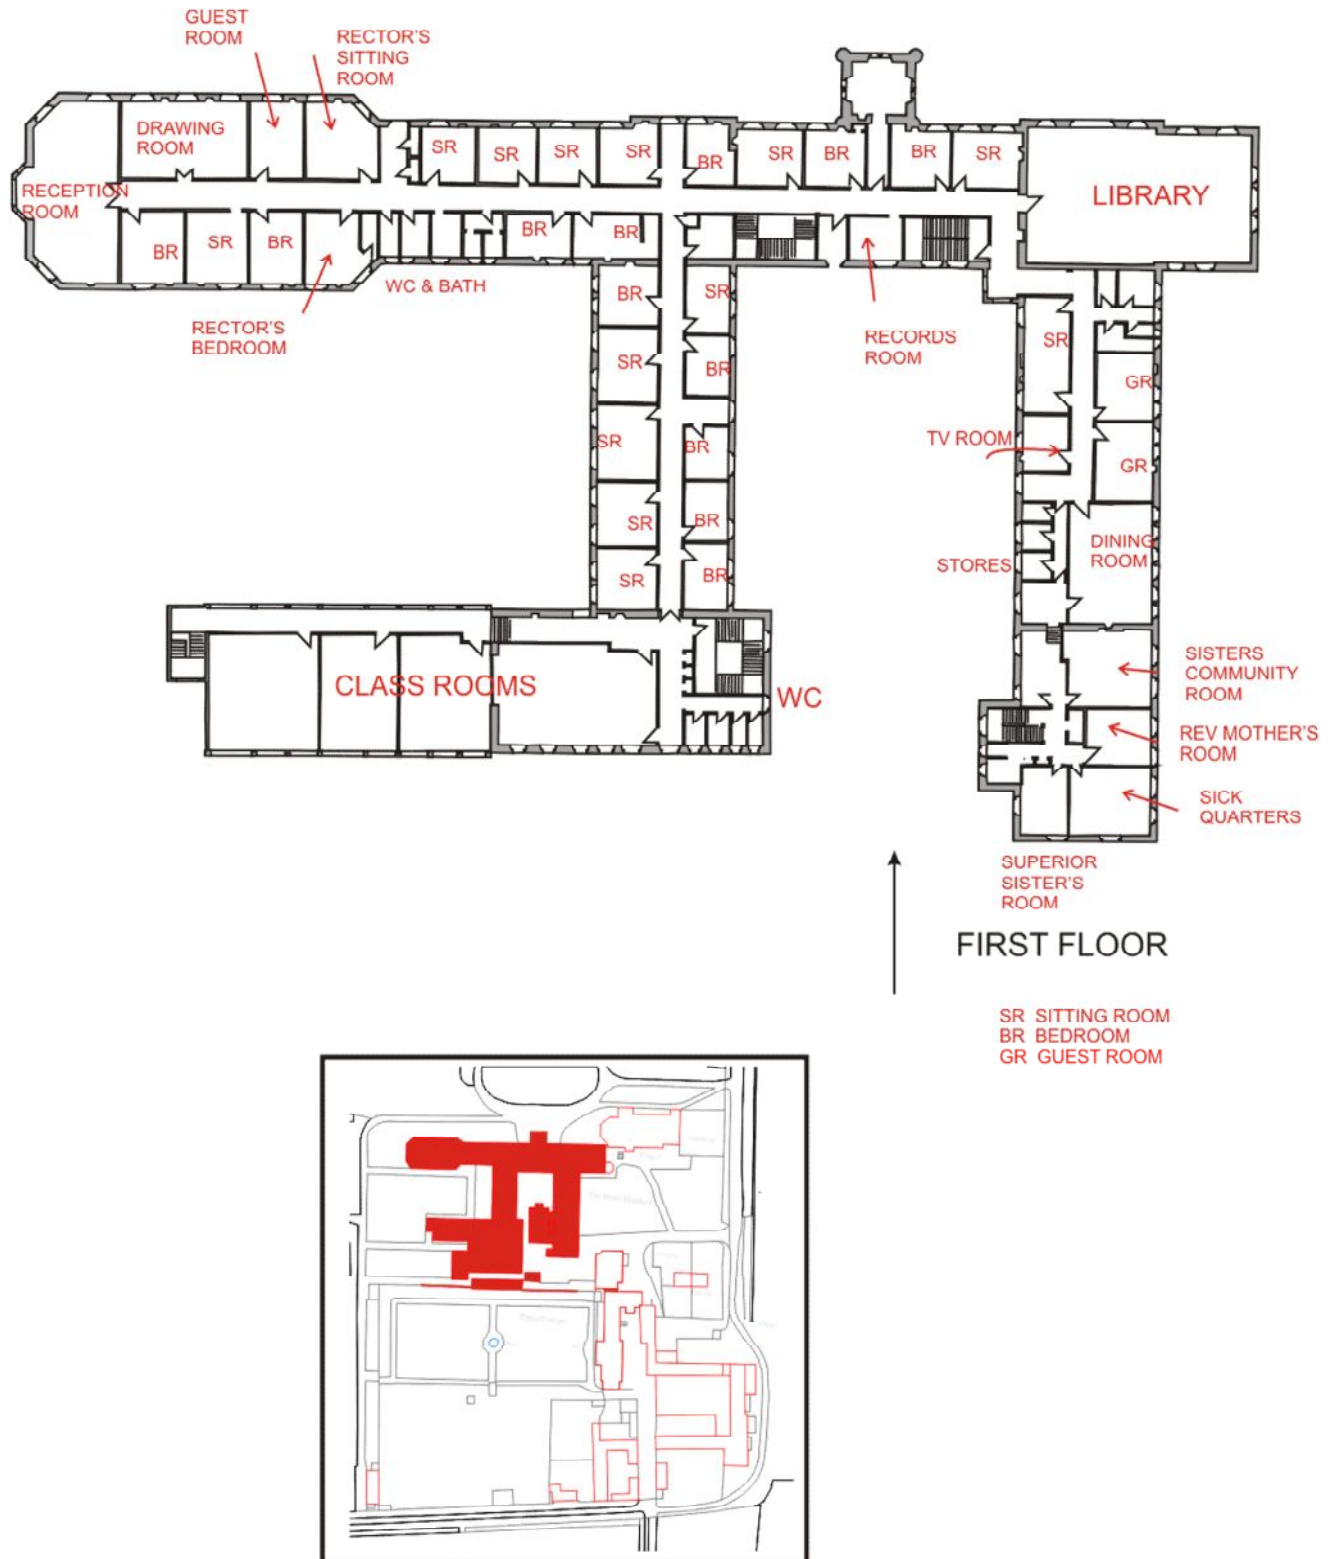 GUEST
ROOM
RECTOR'S
SITTING
ROOM
DRAWING
ROOM
SR
SR
SR
SR
BR
SR
BR
BR
SR
RECEPTION
ROOM
LIBRARY
BR
SR
BR
BR
BR
WC & BATH
RECTOR'S
BEDROOM
RECORDS
ROOM
BR
SR
SR
BR
SR
BR
SR
BR
SR
BR
SR
GR
TV ROOM
GR
STORES
DINING
ROOM
CLASS ROOMS
WC
SISTERS
COMMUNITY
ROOM
REV MOTHER'S
ROOM
SICK
QUARTERS
SUPERIOR
SISTER'S
ROOM
FIRST FLOOR
SR SITTING ROOM
BR BEDROOM
GR GUEST ROOM